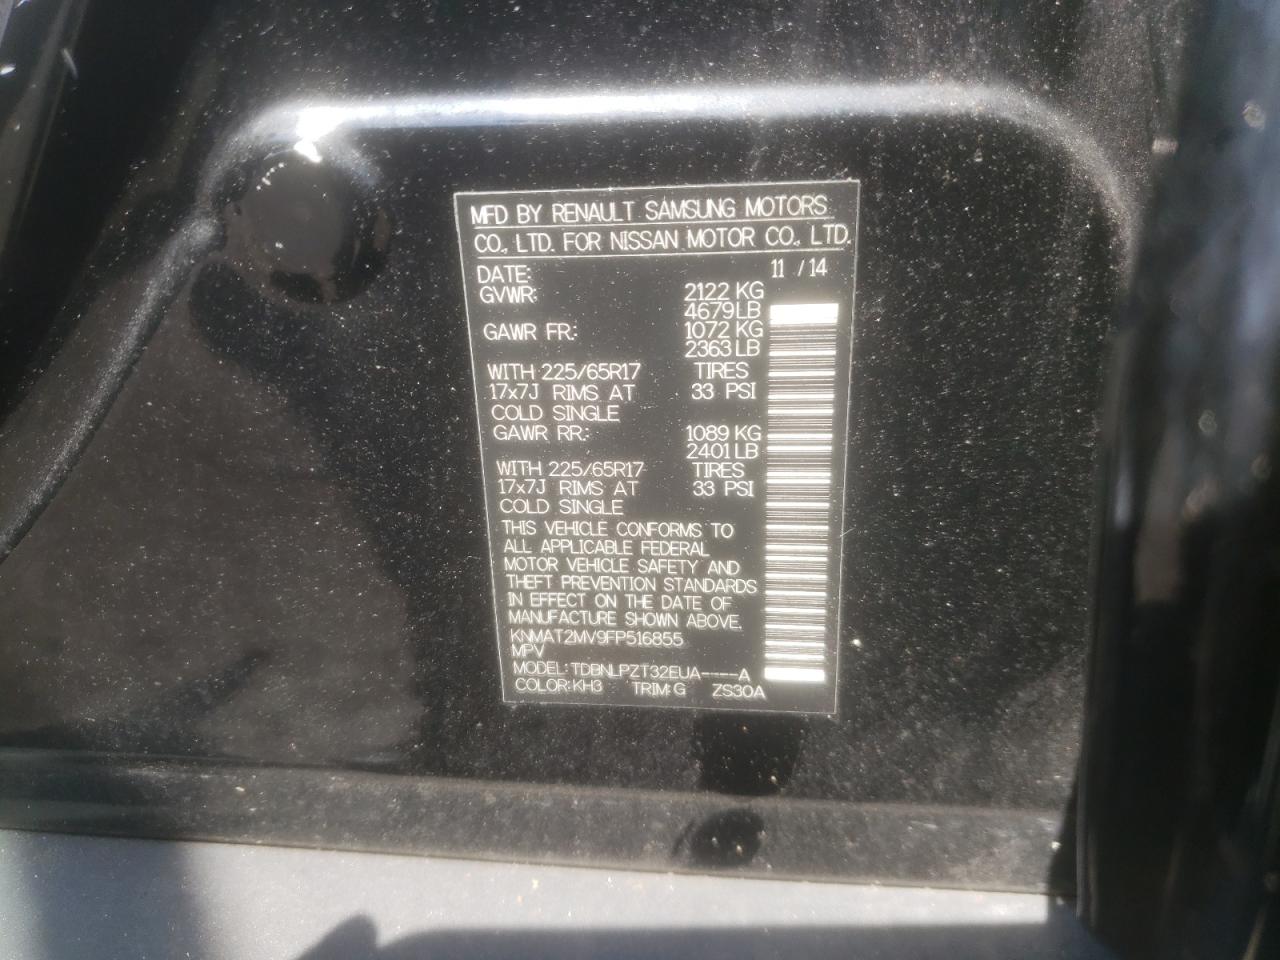 MFD BY RENAULT SAMSUNG MOTORS
CO., LTD. FOR NISSAN MOTOR CO., LTD.
DATE: 11 / 14
GVWR: 2122 KG
4679 LB
GAWR FR.: 1072 KG
2363 LB
WITH 225/65R17 TIRES
17x7J RIMS AT 33 PSI
COLD SINGLE
GAWR RR.: 1089 KG
2401 LB
WITH 225/65R17 TIRES
17x7J RIMS AT 33 PSI
COLD SINGLE
THIS VEHICLE CONFORMS TO
ALL APPLICABLE FEDERAL
MOTOR VEHICLE SAFETY AND
THEFT PREVENTION STANDARDS
IN EFFECT ON THE DATE OF
MANUFACTURE SHOWN ABOVE.
KNMAT2MV9FP516855
MPV
MODEL: TDBNLPZT32EUA----A
COLOR: KH3 TRIM: G ZS30A